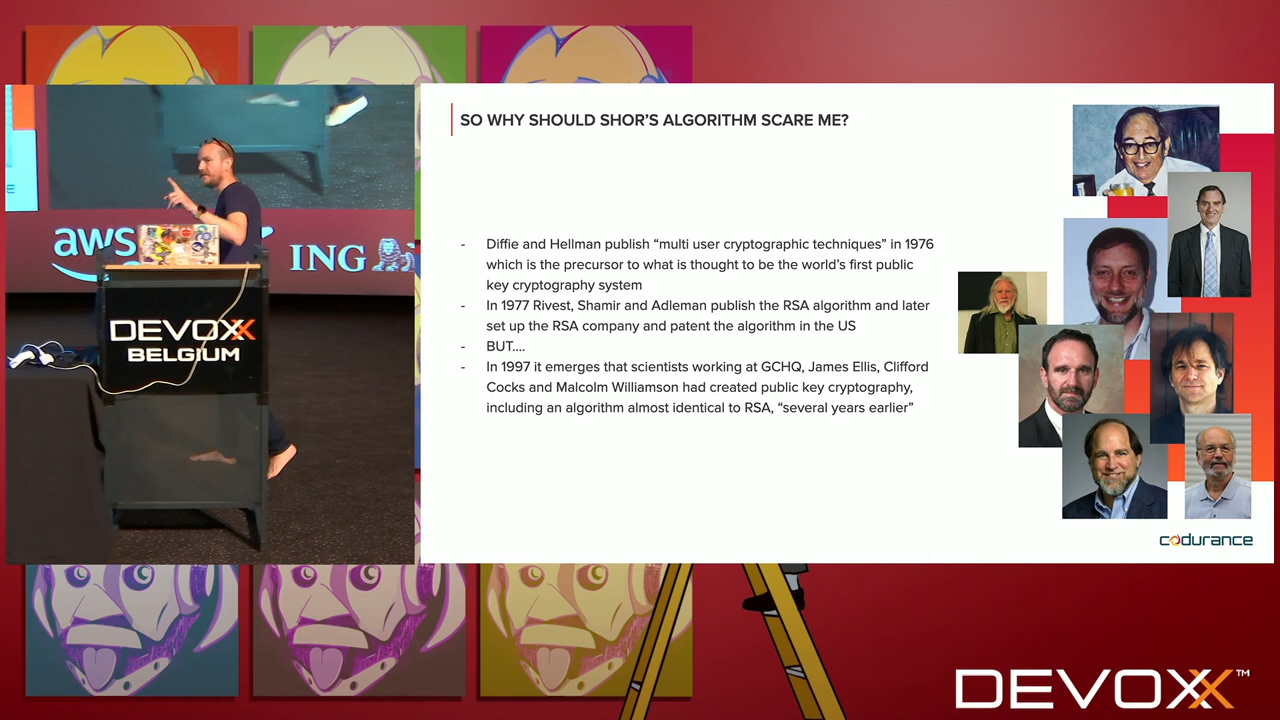 SO WHY SHOULD SHOR'S ALGORITHM SCARE ME?
- Diffie and Hellman publish “multi user cryptographic techniques” in 1976
which is the precursor to what is thought to be the world's first public
key cryptography system
- In 1977 Rivest, Shamir and Adleman publish the RSA algorithm and later
set up the RSA company and patent the algorithm in the US
- BUT....
- In 1997 it emerges that scientists working at GCHQ, James Ellis, Clifford
Cocks and Malcolm Williamson had created public key cryptography,
including an algorithm almost identical to RSA, “several years earlier”
codurance
aws
ING
DEVOXX
BELGIUM
DEVOXX™